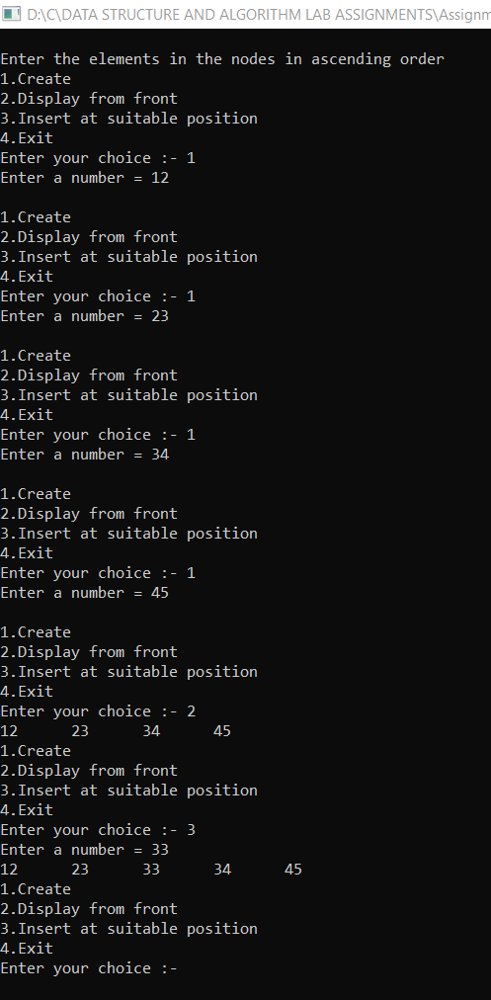 D:\C\DATA STRUCTURE AND ALGORITHM LAB ASSIGNMENTS\Assignm
Enter the elements in the nodes in ascending order
1.Create
2.Display from front
3.Insert at suitable position
4.Exit
Enter your choice :- 1
Enter a number = 12
1.Create
2.Display from front
3.Insert at suitable position
4.Exit
Enter your choice :- 1
Enter a number = 23
1.Create
2.Display from front
3.Insert at suitable position
4.Exit
Enter your choice :- 1
Enter a number = 34
1.Create
2.Display from front
3.Insert at suitable position
4.Exit
Enter your choice :- 1
Enter a number = 45
1.Create
2.Display from front
3.Insert at suitable position
4.Exit
Enter your choice :- 2
12      23      34      45
1.Create
2.Display from front
3.Insert at suitable position
4.Exit
Enter your choice :- 3
Enter a number = 33
12      23      33      34      45
1.Create
2.Display from front
3.Insert at suitable position
4.Exit
Enter your choice :-